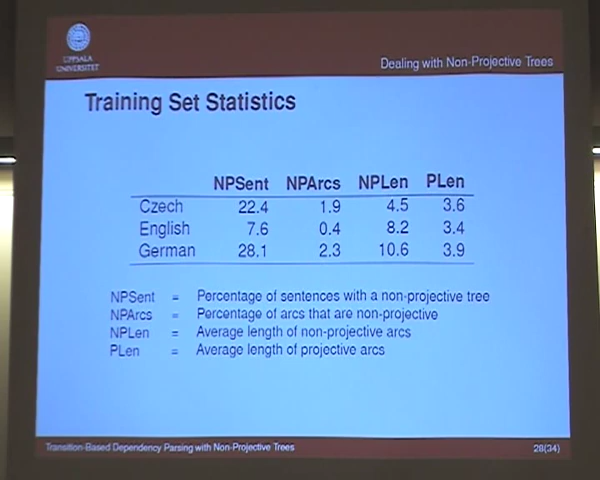 UPPSALA
UNIVERSITET
Dealing with Non-Projective Trees
Training Set Statistics
NPSent NPArcs NPLen PLen
Czech 22.4 1.9 4.5 3.6
English 7.6 0.4 8.2 3.4
German 28.1 2.3 10.6 3.9
NPSent = Percentage of sentences with a non-projective tree
NPArcs = Percentage of arcs that are non-projective
NPLen = Average length of non-projective arcs
PLen = Average length of projective arcs
Transition-Based Dependency Parsing with Non-Projective Trees
28(34)